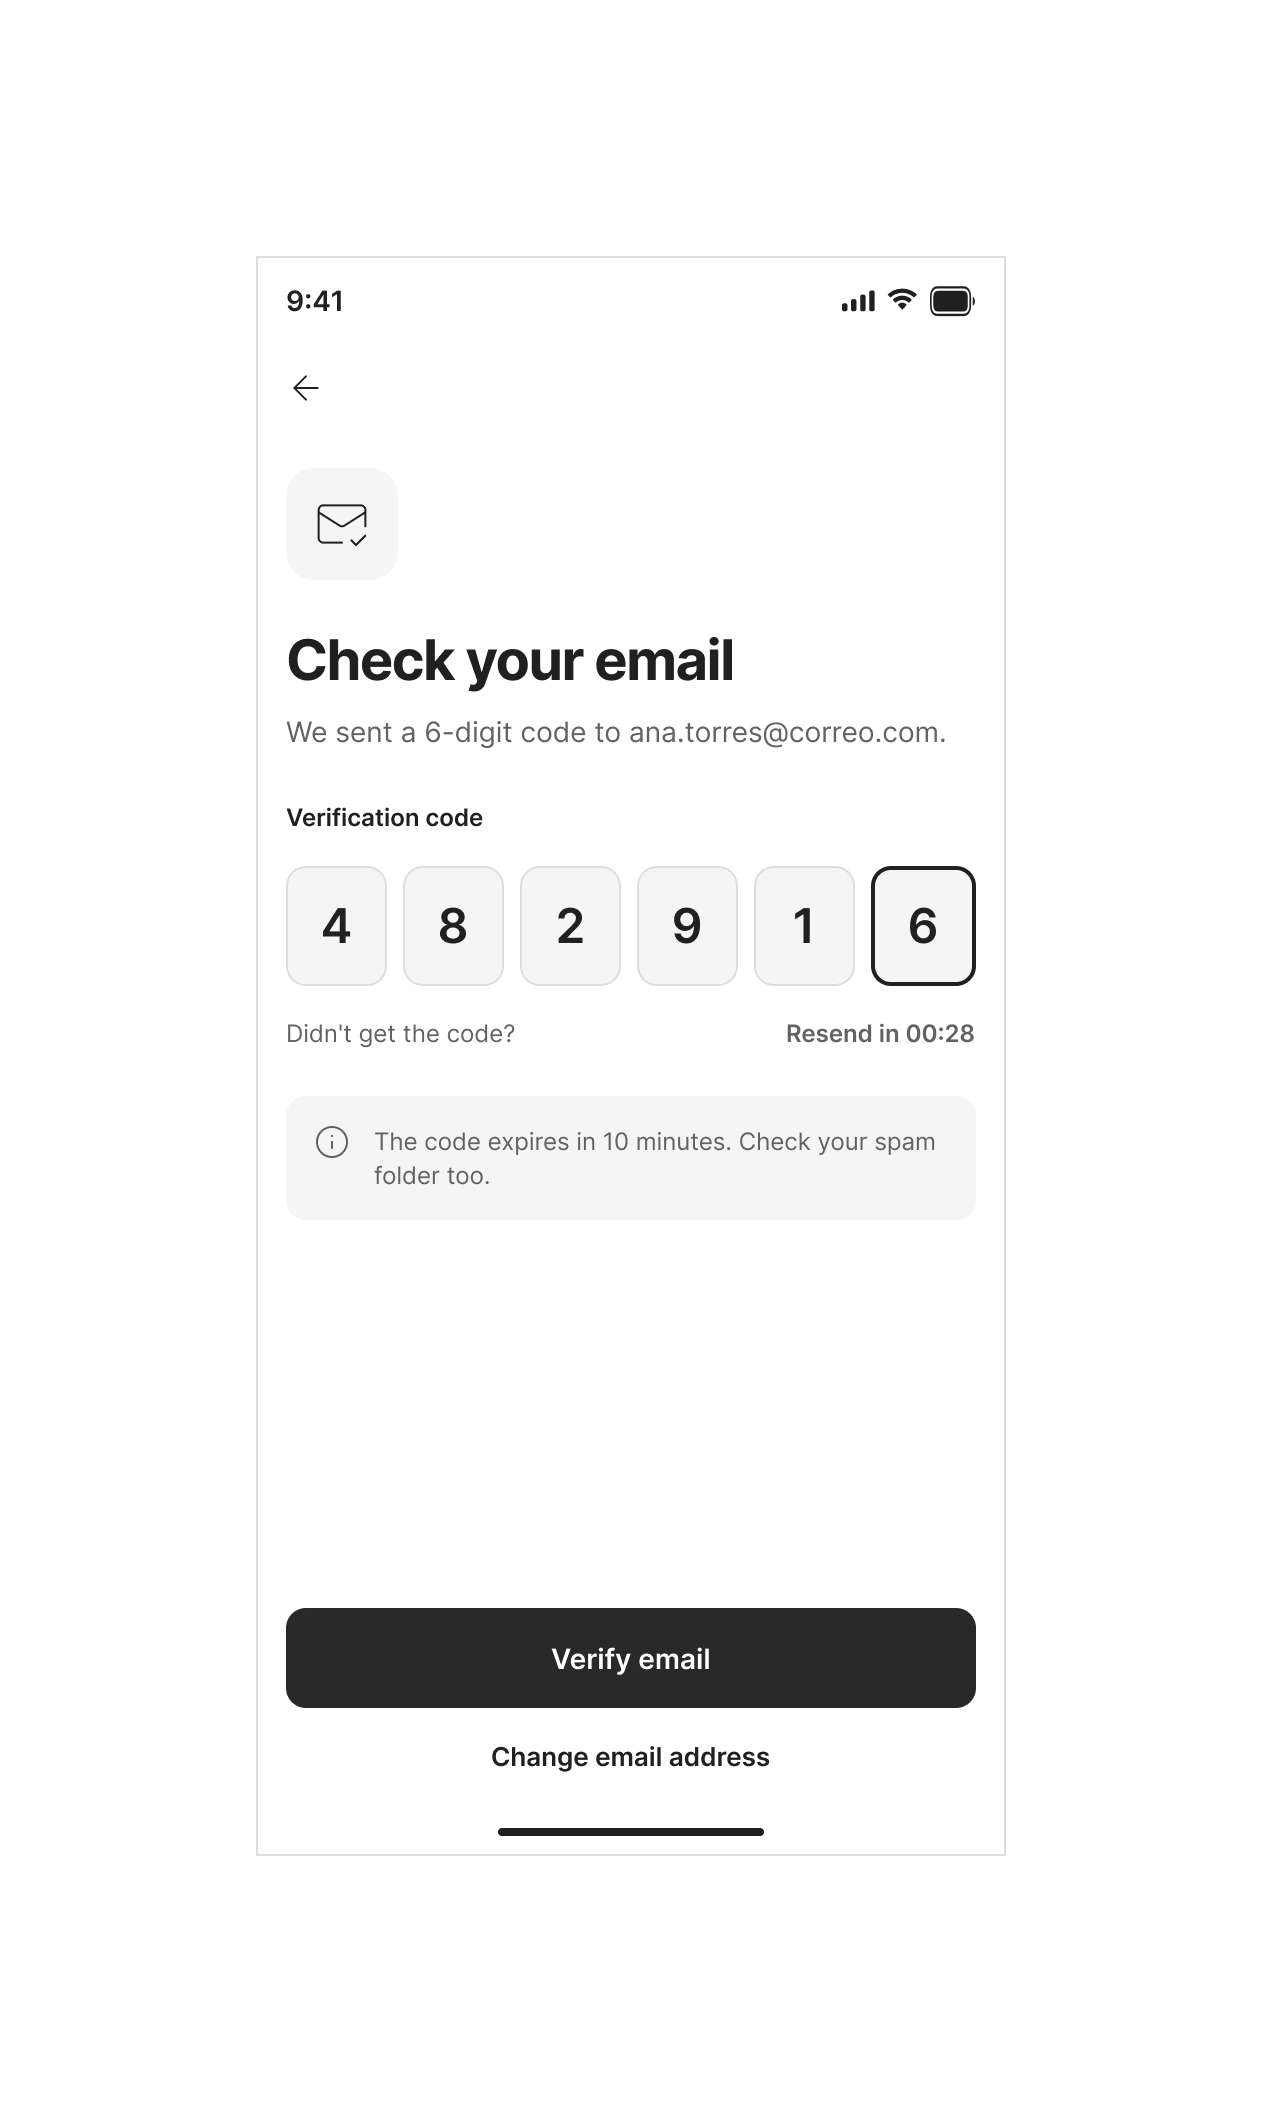 9:41
Check your email
We sent a 6-digit code to ana.torres@correo.com.
Verification code
4 8 2 9 1 6
Didn't get the code? Resend in 00:28
The code expires in 10 minutes. Check your spam
folder too.
Verify email
Change email address